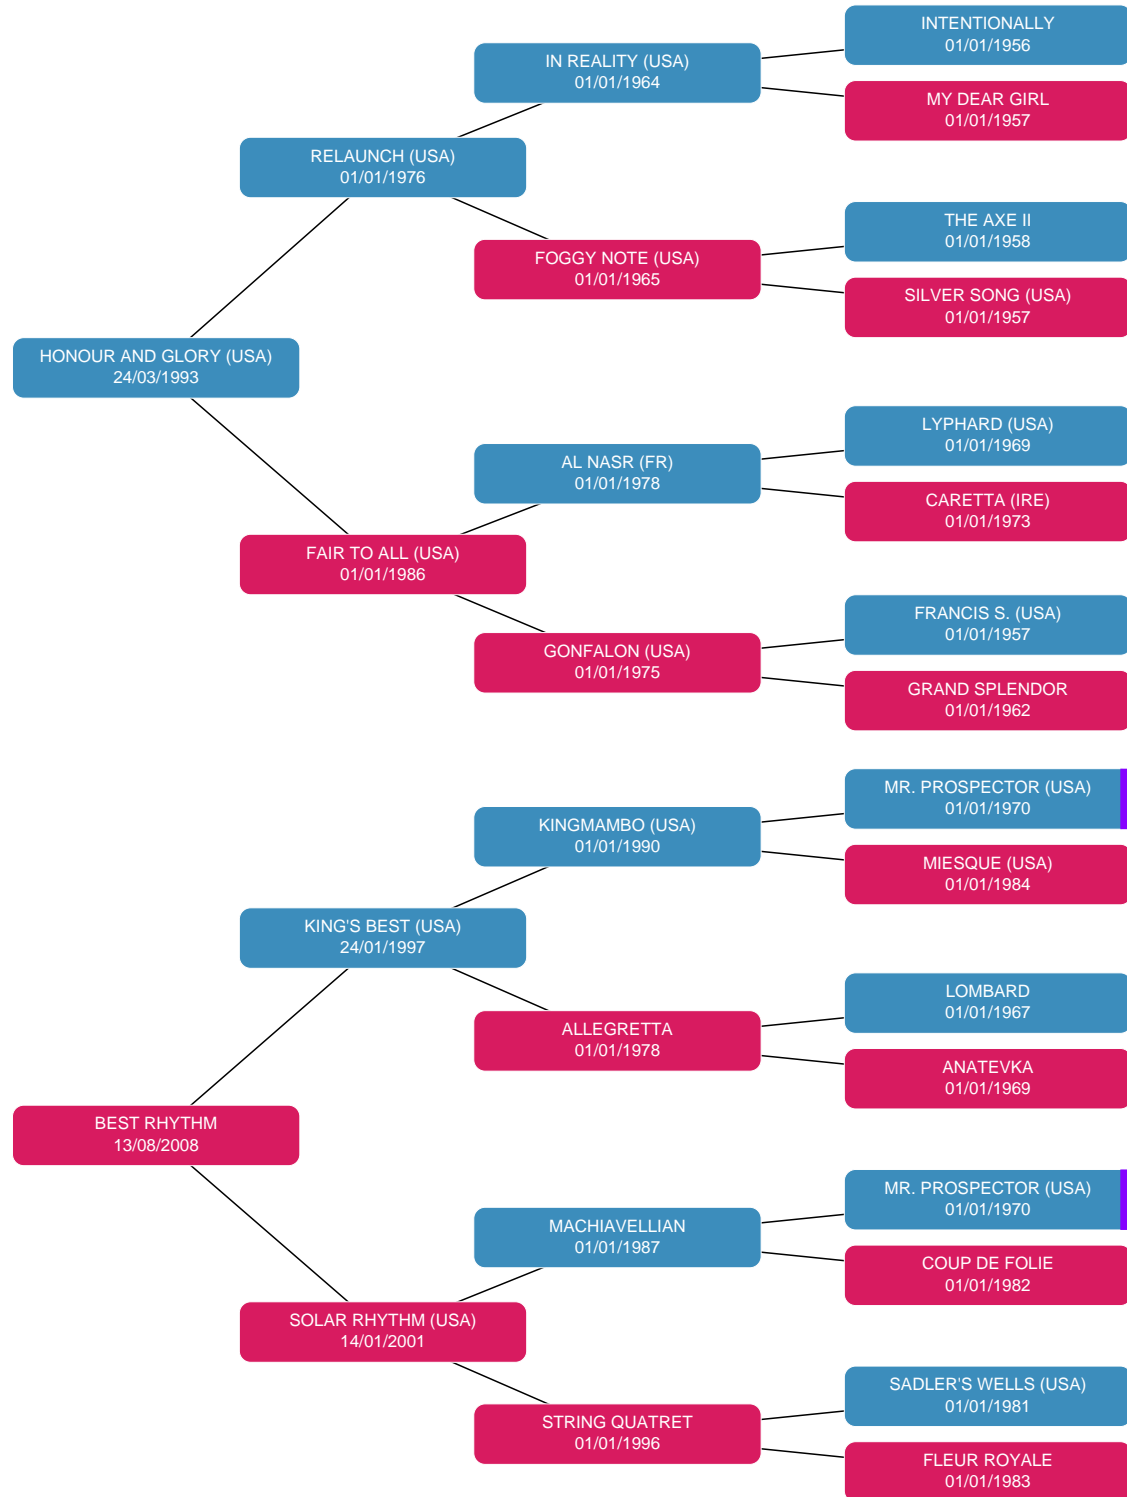 INTENTIONALLY
01/01/1956
IN REALITY (USA)
01/01/1964
MY DEAR GIRL
01/01/1957
RELAUNCH (USA)
01/01/1976
THE AXE II
01/01/1958
FOGGY NOTE (USA)
01/01/1965
SILVER SONG (USA)
01/01/1957
HONOUR AND GLORY (USA)
24/03/1993
LYPHARD (USA)
01/01/1969
AL NASR (FR)
01/01/1978
CARETTA (IRE)
01/01/1973
FAIR TO ALL (USA)
01/01/1986
FRANCIS S. (USA)
01/01/1957
GONFALON (USA)
01/01/1975
GRAND SPLENDOR
01/01/1962
MR. PROSPECTOR (USA)
01/01/1970
KINGMAMBO (USA)
01/01/1990
MIESQUE (USA)
01/01/1984
KING'S BEST (USA)
24/01/1997
LOMBARD
01/01/1967
ALLEGRETTA
01/01/1978
ANATEVKA
01/01/1969
BEST RHYTHM
13/08/2008
MR. PROSPECTOR (USA)
01/01/1970
MACHIAVELLIAN
01/01/1987
COUP DE FOLIE
01/01/1982
SOLAR RHYTHM (USA)
14/01/2001
SADLER'S WELLS (USA)
01/01/1981
STRING QUATRET
01/01/1996
FLEUR ROYALE
01/01/1983